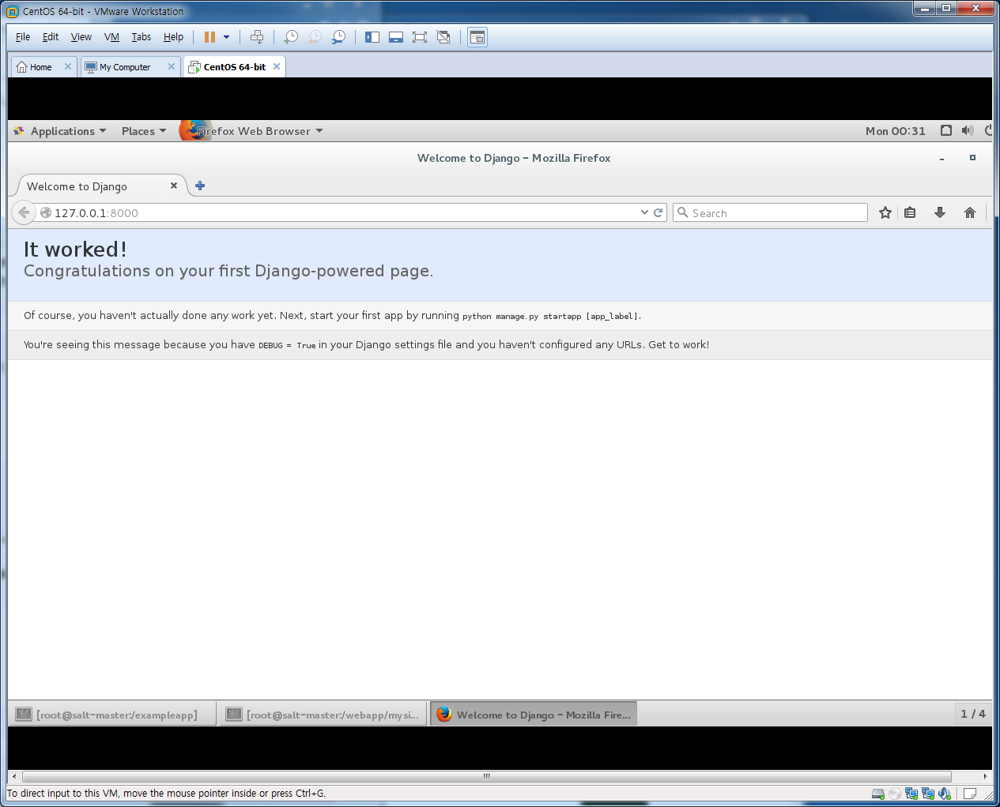 CentOS 64-bit - VMware Workstation
File Edit View VM Tabs Help
Home My Computer CentOS 64-bit
Applications Places Firefox Web Browser Mon 00:31
Welcome to Django - Mozilla Firefox
Welcome to Django
127.0.0.1:8000 Search
It worked!
Congratulations on your first Django-powered page.
Of course, you haven't actually done any work yet. Next, start your first app by running python manage.py startapp [app_label].
You're seeing this message because you have DEBUG = True in your Django settings file and you haven't configured any URLs. Get to work!
[root@salt-master:/exampleapp] [root@salt-master:/webapp/mysi... Welcome to Django - Mozilla Fire... 1 / 4
To direct input to this VM, move the mouse pointer inside or press Ctrl+G.